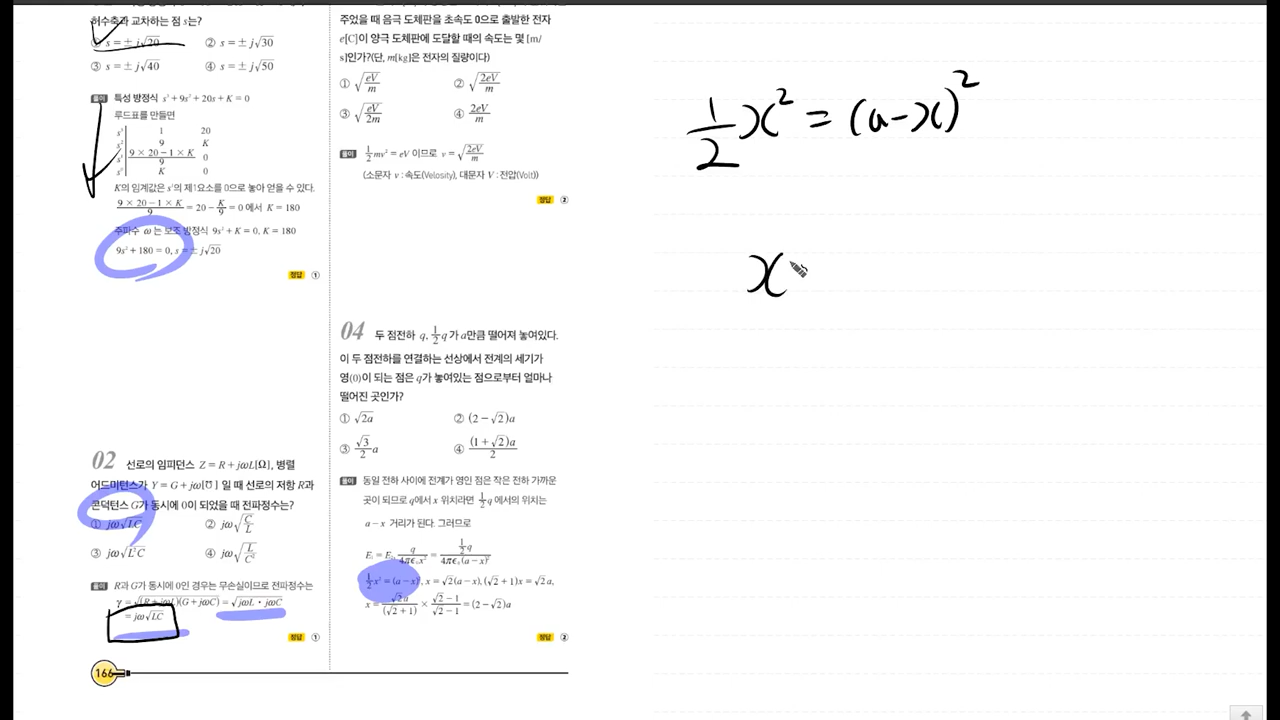 허수축과 교차하는 점 s는?
① s = ± j√20 ② s = ± j√30
③ s = ± j√40 ④ s = ± j√50
풀이 특성 방정식 s³ + 9s² + 20s + K = 0
루드표를 만들면
s³ 1 20
s² 9 K
s¹ (9 × 20 − 1 × K)/9 0
s⁰ K 0
K의 임계값은 s¹의 제1요소를 0으로 놓아 얻을 수 있다.
(9 × 20 − 1 × K)/9 = 20 − K/9 = 0 에서 K = 180
주파수 ω는 보조 방정식 9s² + K = 0, K = 180
9s² + 180 = 0, s = ± j√20
정답 ①
02 선로의 임피던스 Z = R + jωL[Ω], 병렬
어드미턴스가 Y = G + jω[℧] 일 때 선로의 저항 R과
콘덕턴스 G가 동시에 0이 되었을 때 전파정수는?
① jω√LC ② jω√(C/L)
③ jω√(L²C) ④ jω√(L/C²)
풀이 R과 G가 동시에 0인 경우는 무손실이므로 전파정수는
γ = √(R + jωL)(G + jωC) = √(jωL · jωC)
= jω√LC
정답 ①
166
주었을 때 음극 도체판을 초속도 0으로 출발한 전자
e[C]이 양극 도체판에 도달할 때의 속도는 몇 [m/
s]인가?(단, m[kg]은 전자의 질량이다)
① √(eV/m) ② √(2eV/m)
③ √(eV/2m) ④ 2eV/m
풀이 ½mv² = eV 이므로 v = √(2eV/m)
(소문자 v : 속도(Velosity), 대문자 V : 전압(Volt))
정답 ②
04 두 점전하 q, ½q 가 a만큼 떨어져 놓여있다.
이 두 점전하를 연결하는 선상에서 전계의 세기가
영(0)이 되는 점은 q가 놓여있는 점으로부터 얼마나
떨어진 곳인가?
① √2a ② (2 − √2)a
③ (√3/2)a ④ (1 + √2)a/2
풀이 동일 전하 사이에 전계가 영인 점은 작은 전하 가까운
곳이 되므로 q에서 x 위치라면 ½q 에서의 위치는
a − x 거리가 된다. 그러므로
½x² = (a − x)², x = √2(a − x), (√2 + 1)x = √2a,
x = √2a/(√2 + 1) × (√2 − 1)/(√2 − 1) = (2 − √2)a
정답 ②
½x² = (a−x)²
x